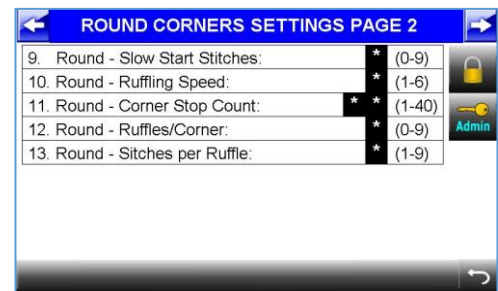 ROUND CORNERS SETTINGS PAGE 2
9. Round - Slow Start Stitches: * (0-9)
10. Round - Ruffling Speed: * (1-6)
11. Round - Corner Stop Count: * * (1-40)
12. Round - Ruffles/Corner: * (0-9)
13. Round - Sitches per Ruffle: * (1-9)
Admin